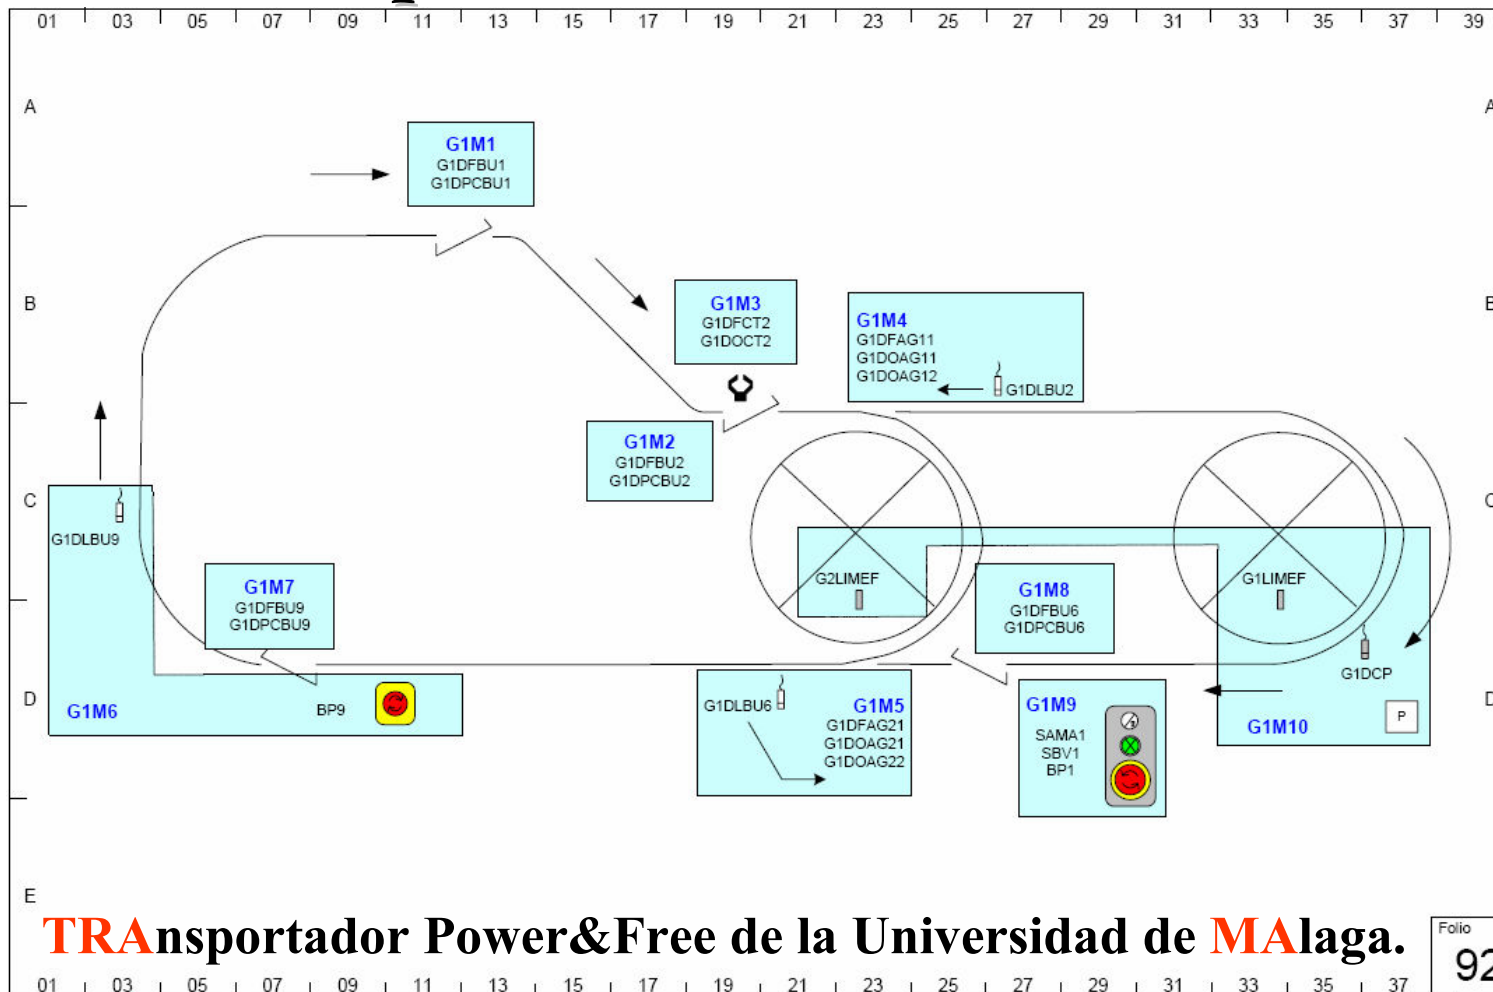 01 03 05 07 09 11 13 15 17 19 21 23 25 27 29 31 33 35 37 39
A A
G1M1
G1DFBU1
G1DPCBU1
B B
G1M3
G1DFCT2
G1DOCT2
G1M4
G1DFAG11
G1DOAG11
G1DOAG12
G1DLBU2
G1M2
G1DFBU2
G1DPCBU2
C C
G1DLBU9
G1M7
G1DFBU9
G1DPCBU9
G2LIMEF
G1M8
G1DFBU6
G1DPCBU6
G1LIMEF
G1DCP
D D
G1M6
BP9
G1DLBU6
G1M5
G1DFAG21
G1DOAG21
G1DOAG22
G1M9
SAMA1
SBV1
BP1
G1M10
P
E
TRAnsportador Power&Free de la Universidad de MAlaga.
Folio
92
01 03 05 07 09 11 13 15 17 19 21 23 25 27 29 31 33 35 37